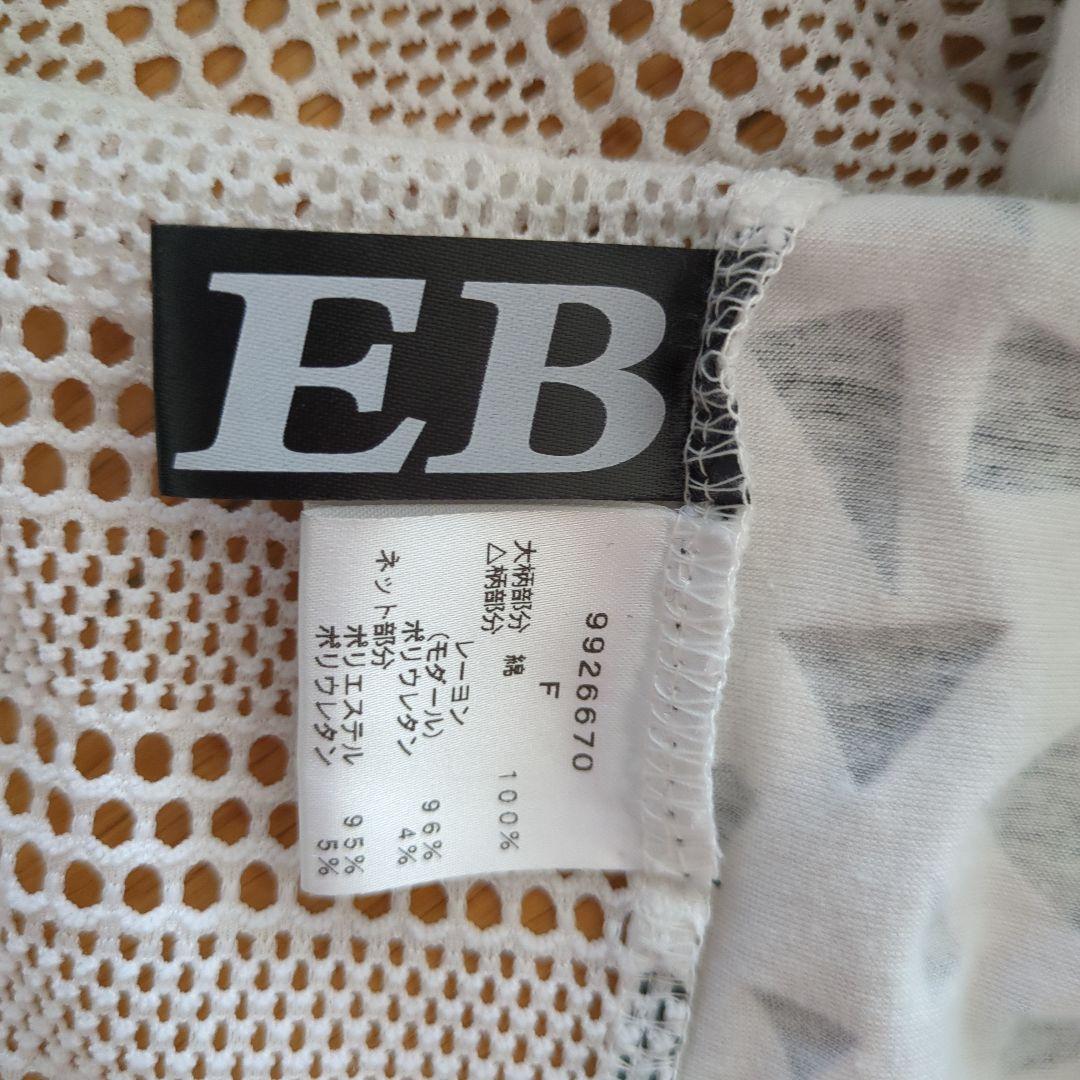 EB
9926670
F
大柄部分 綿 100%
△柄部分
レーヨン 96%
(モダール)
ポリウレタン 4%
ネット部分
ポリエステル 95%
ポリウレタン 5%